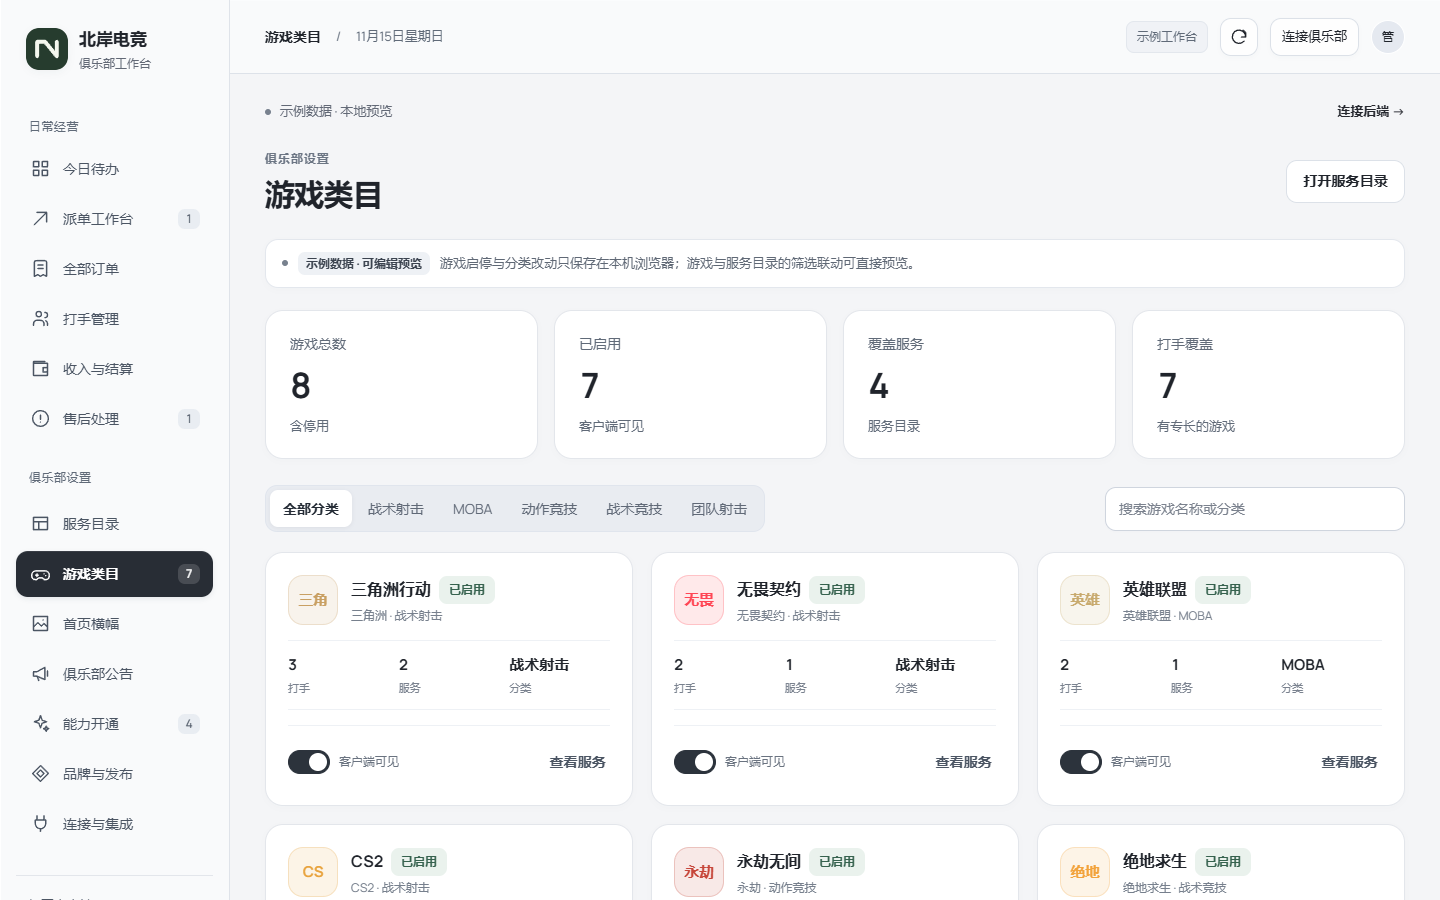 北岸电竞
俱乐部工作台
日常经营
今日待办
派单工作台 1
全部订单
打手管理
收入与结算
售后处理 1
俱乐部设置
服务目录
游戏类目 7
首页横幅
俱乐部公告
能力开通 4
品牌与发布
连接与集成
游戏类目 / 11月15日星期日
示例工作台
连接俱乐部
管
示例数据 · 本地预览
连接后端 →
俱乐部设置
游戏类目
打开服务目录
示例数据 · 可编辑预览 游戏启停与分类改动只保存在本机浏览器；游戏与服务目录的筛选联动可直接预览。
游戏总数
8
含停用
已启用
7
客户端可见
覆盖服务
4
服务目录
打手覆盖
7
有专长的游戏
全部分类 战术射击 MOBA 动作竞技 战术竞技 团队射击
搜索游戏名称或分类
三角
三角洲行动 已启用
三角洲 · 战术射击
3 2 战术射击
打手 服务 分类
客户端可见 查看服务
无畏
无畏契约 已启用
无畏契约 · 战术射击
2 1 战术射击
打手 服务 分类
客户端可见 查看服务
英雄
英雄联盟 已启用
英雄联盟 · MOBA
2 1 MOBA
打手 服务 分类
客户端可见 查看服务
CS
CS2 已启用
CS2 · 战术射击
永劫
永劫无间 已启用
永劫 · 动作竞技
绝地
绝地求生 已启用
绝地求生 · 战术竞技